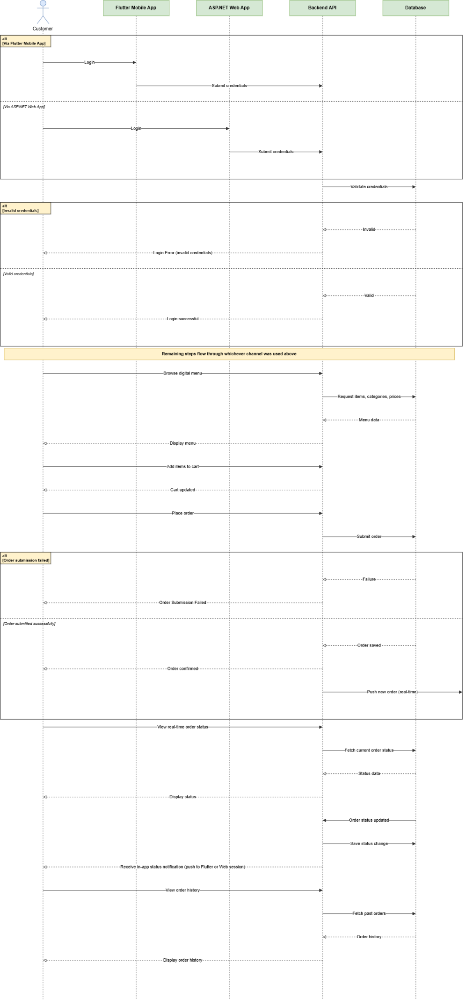 Flutter Mobile App
ASP.NET Web App
Backend API
Database
Customer
alt
[Via Flutter Mobile App]
Login
Submit credentials
[Via ASP.NET Web App]
Login
Submit credentials
Validate credentials
alt
[Invalid credentials]
Invalid
Login Error (invalid credentials)
[Valid credentials]
Valid
Login successful
Remaining steps flow through whichever channel was used above
Browse digital menu
Request items, categories, prices
Menu data
Display menu
Add items to cart
Cart updated
Place order
Submit order
alt
[Order submission failed]
Failure
Order Submission Failed
[Order submitted successfully]
Order saved
Order confirmed
Push new order (real-time)
View real-time order status
Fetch current order status
Status data
Display status
Order status updated
Save status change
Receive in-app status notification (push to Flutter or Web session)
View order history
Fetch past orders
Order history
Display order history